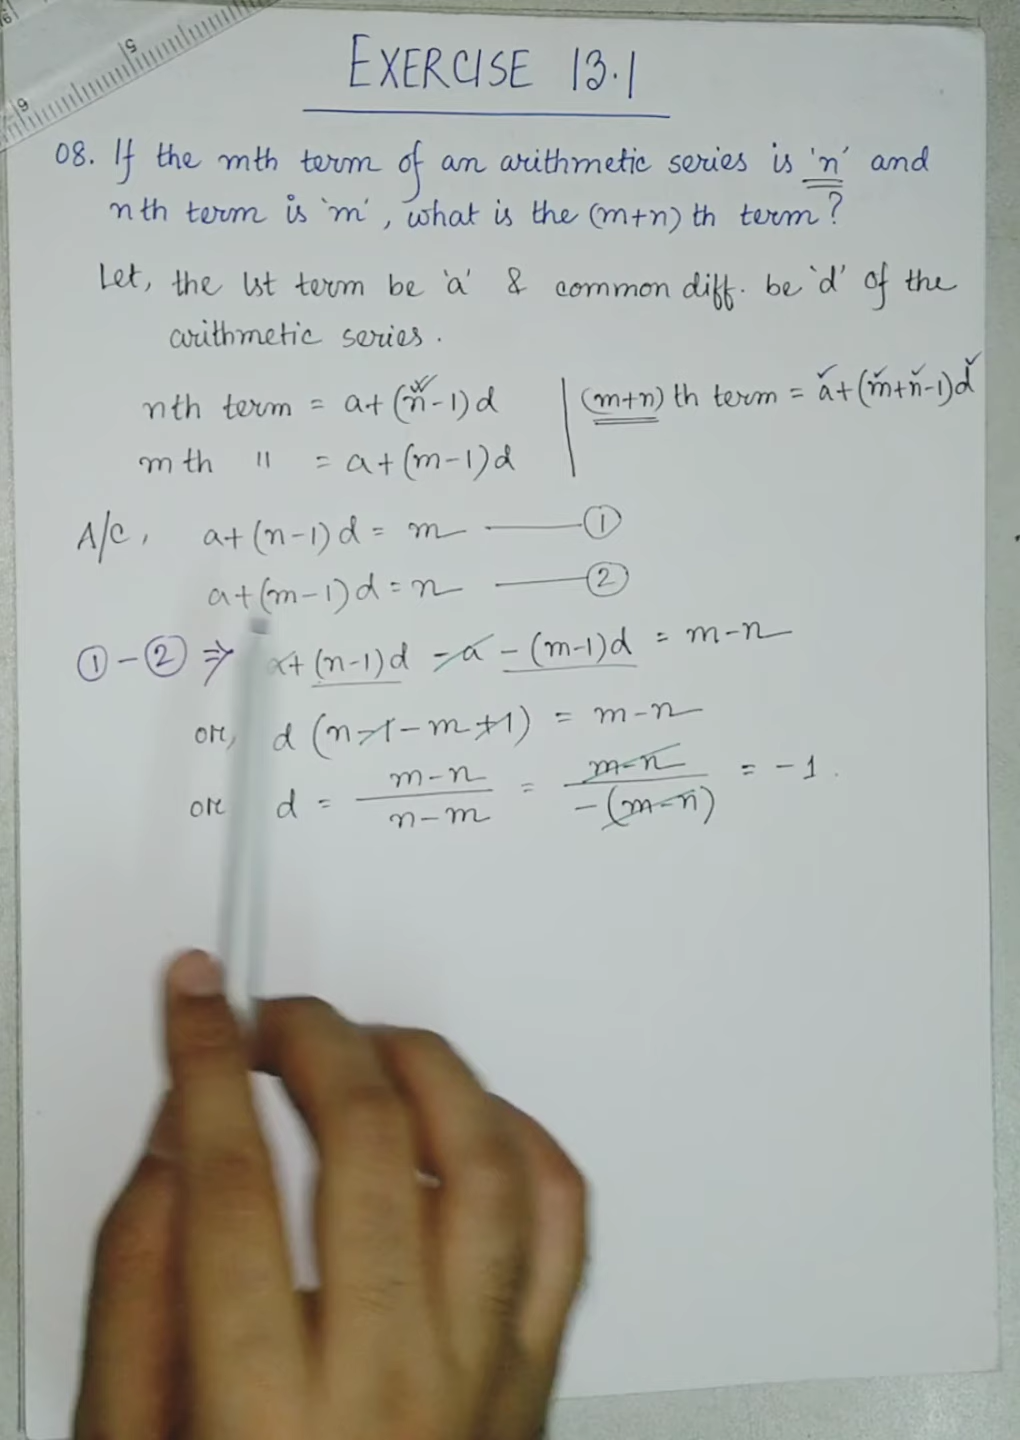 EXERCISE 13.1
08. If the mth term of an arithmetic series is 'n' and
nth term is 'm', what is the (m+n) th term?
Let, the 1st term be 'a' & common diff. be 'd' of the
arithmetic series.
nth term = a+(n-1)d
mth " = a+(m-1)d
(m+n) th term = a+(m+n-1)d
A/C, a+(n-1)d = m ——— ①
a+(m-1)d = n ——— ②
①-② ⇒ a+(n-1)d - a - (m-1)d = m-n
or, d (n-1-m+1) = m-n
or d = m-n / n-m = m-n / -(m-n) = -1.
5
6